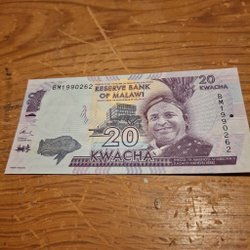 RESERVE BANK
OF MALAWI
20
KWACHA
BM1990262
BM1990262
20
KWACHA